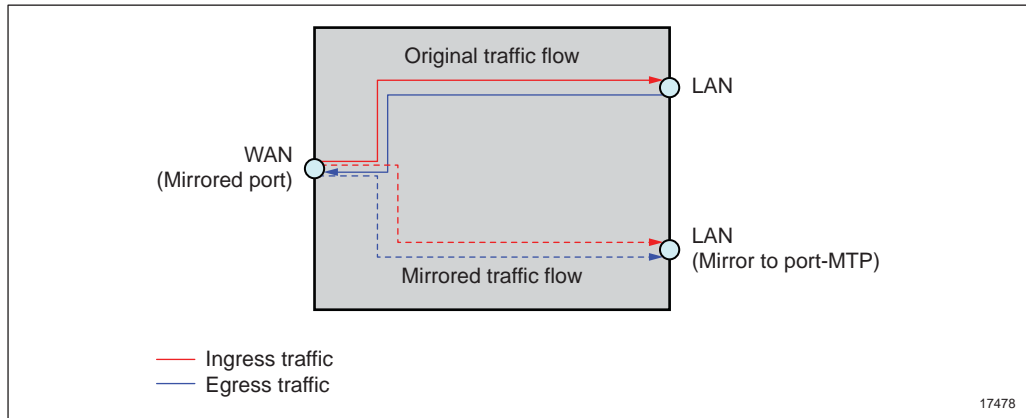 Original traffic flow
LAN
WAN
(Mirrored port)
LAN
(Mirror to port-MTP)
Mirrored traffic flow
Ingress traffic
Egress traffic
17478